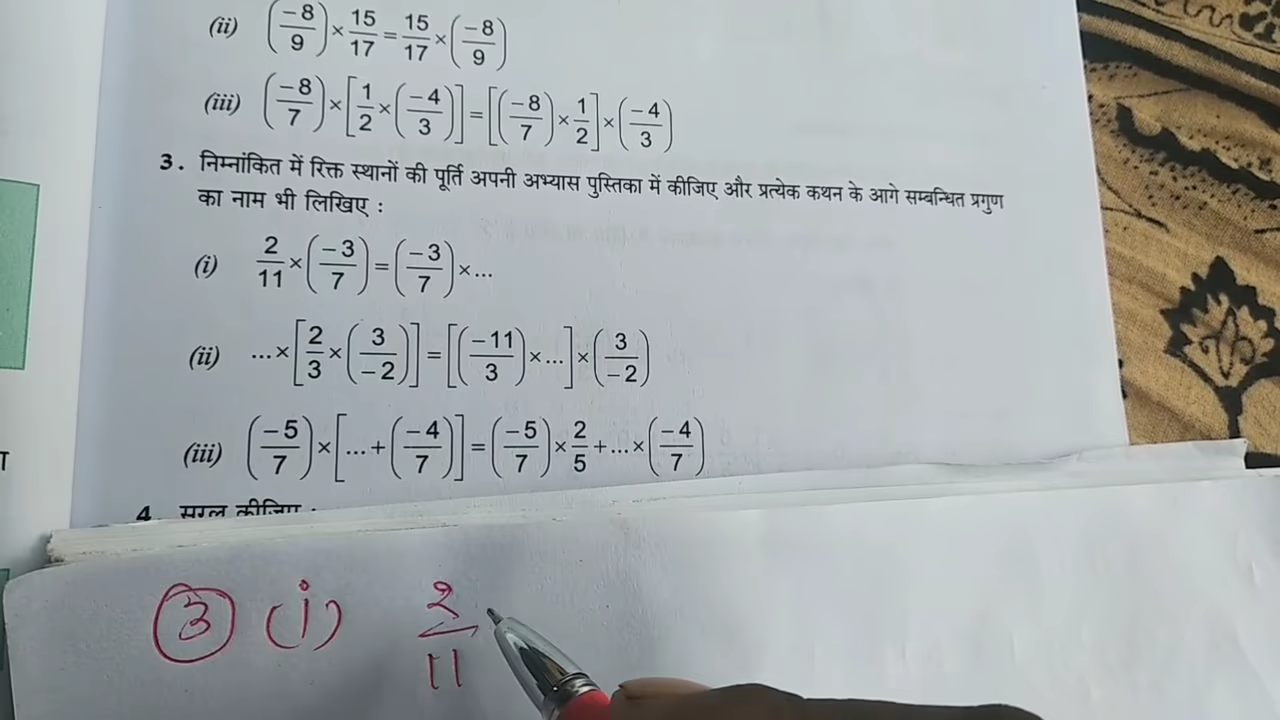 (ii) (-8/9) × 15/17 = 15/17 × (-8/9)
(iii) (-8/7) × [1/2 × (-4/3)] = [(-8/7) × 1/2] × (-4/3)
3. निम्नांकित में रिक्त स्थानों की पूर्ति अपनी अभ्यास पुस्तिका में कीजिए और प्रत्येक कथन के आगे सम्बन्धित प्रगुण
का नाम भी लिखिए :
(i) 2/11 × (-3/7) = (-3/7) × ...
(ii) ... × [2/3 × (3/-2)] = [(-11/3) × ...] × (3/-2)
(iii) (-5/7) × [... + (-4/7)] = (-5/7) × 2/5 + ... × (-4/7)
4. सरल कीजिए :
3 (i) 2/11